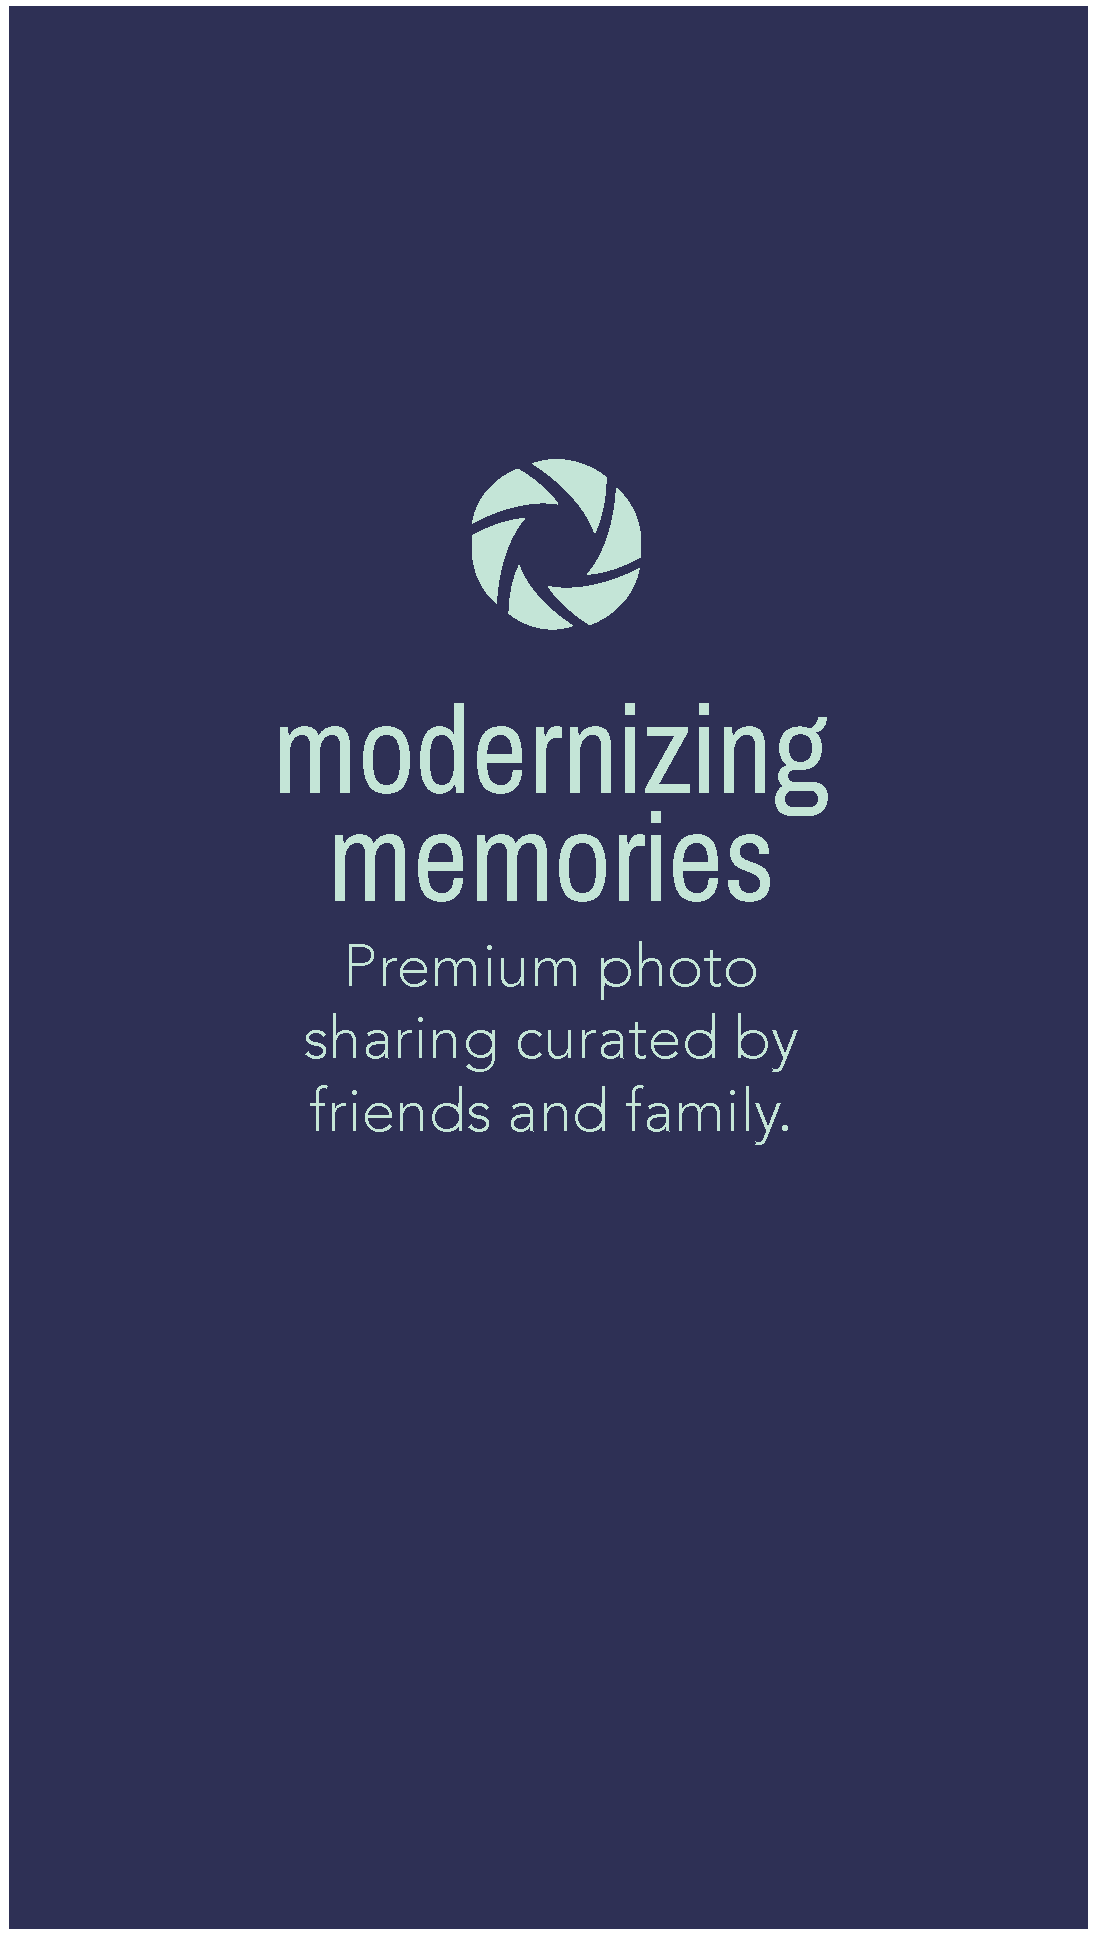 modernizing
memories
Premium photo
sharing curated by
friends and family.